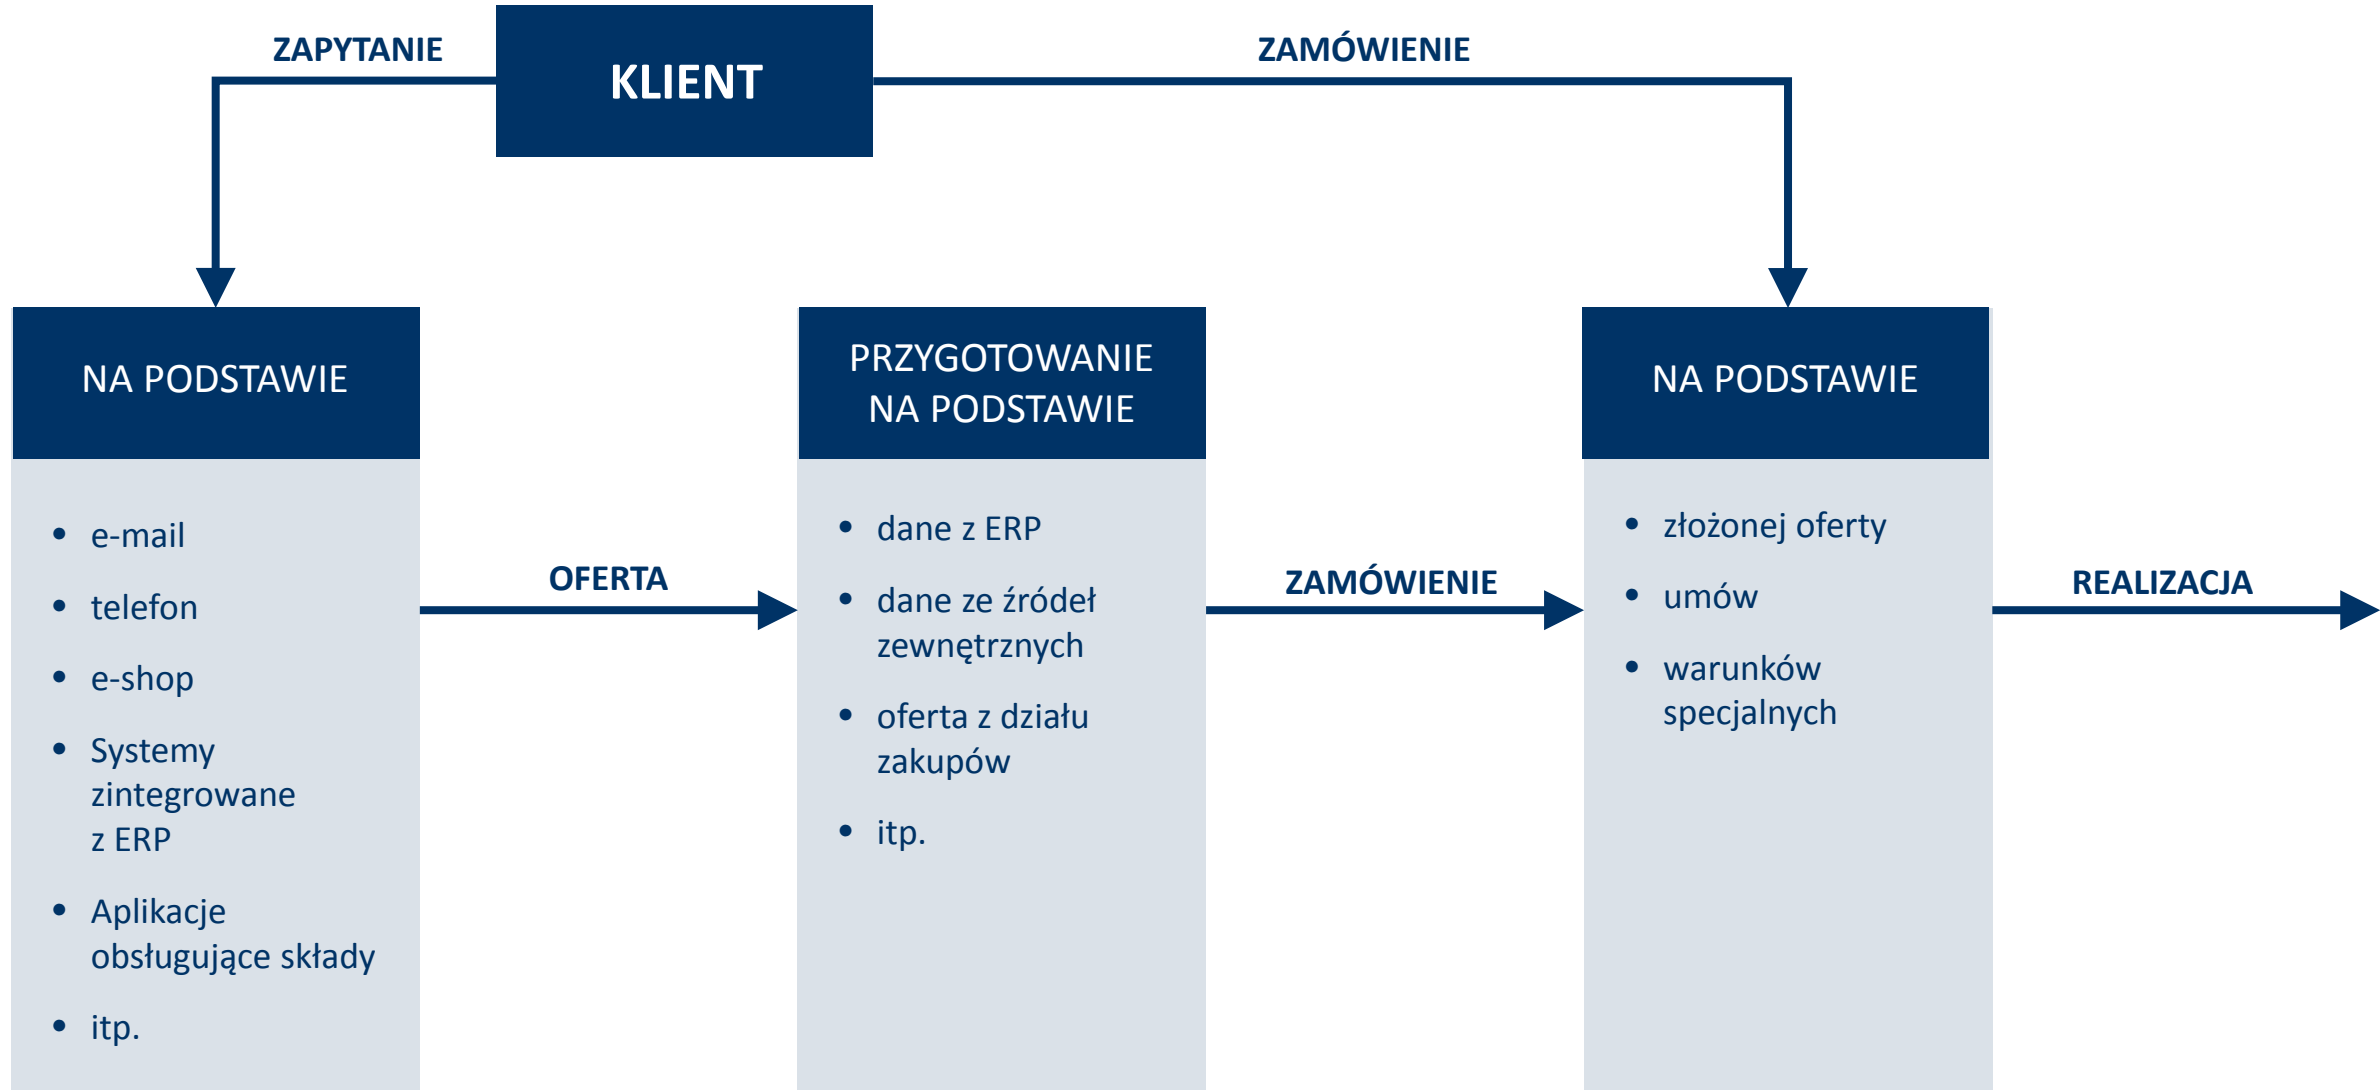 ZAPYTANIE
KLIENT
ZAMÓWIENIE
NA PODSTAWIE
• e-mail
• telefon
• e-shop
• Systemy
zintegrowane
z ERP
• Aplikacje
obsługujące składy
• itp.
OFERTA
PRZYGOTOWANIE
NA PODSTAWIE
• dane z ERP
• dane ze źródeł
zewnętrznych
• oferta z działu
zakupów
• itp.
ZAMÓWIENIE
NA PODSTAWIE
• złożonej oferty
• umów
• warunków
specjalnych
REALIZACJA